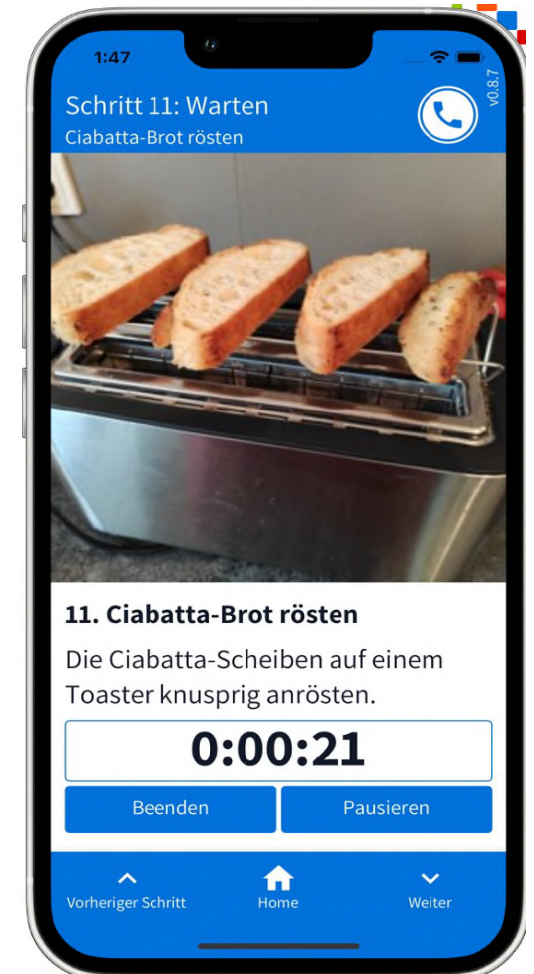 1:47
Schritt 11: Warten
Ciabatta-Brot rösten
v0.8.7
11. Ciabatta-Brot rösten
Die Ciabatta-Scheiben auf einem
Toaster knusprig anrösten.
0:00:21
Beenden
Pausieren
Vorheriger Schritt
Home
Weiter